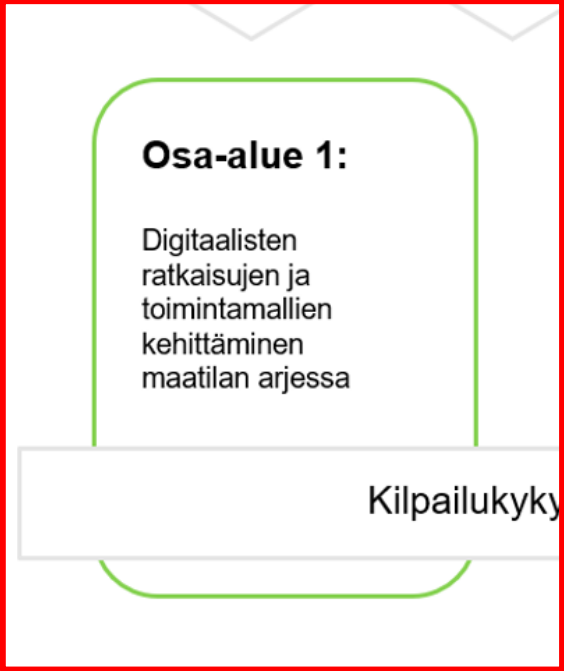 Osa-alue 1:
Digitaalisten
ratkaisujen ja
toimintamallien
kehittäminen
maatilan arjessa
Kilpailukyky